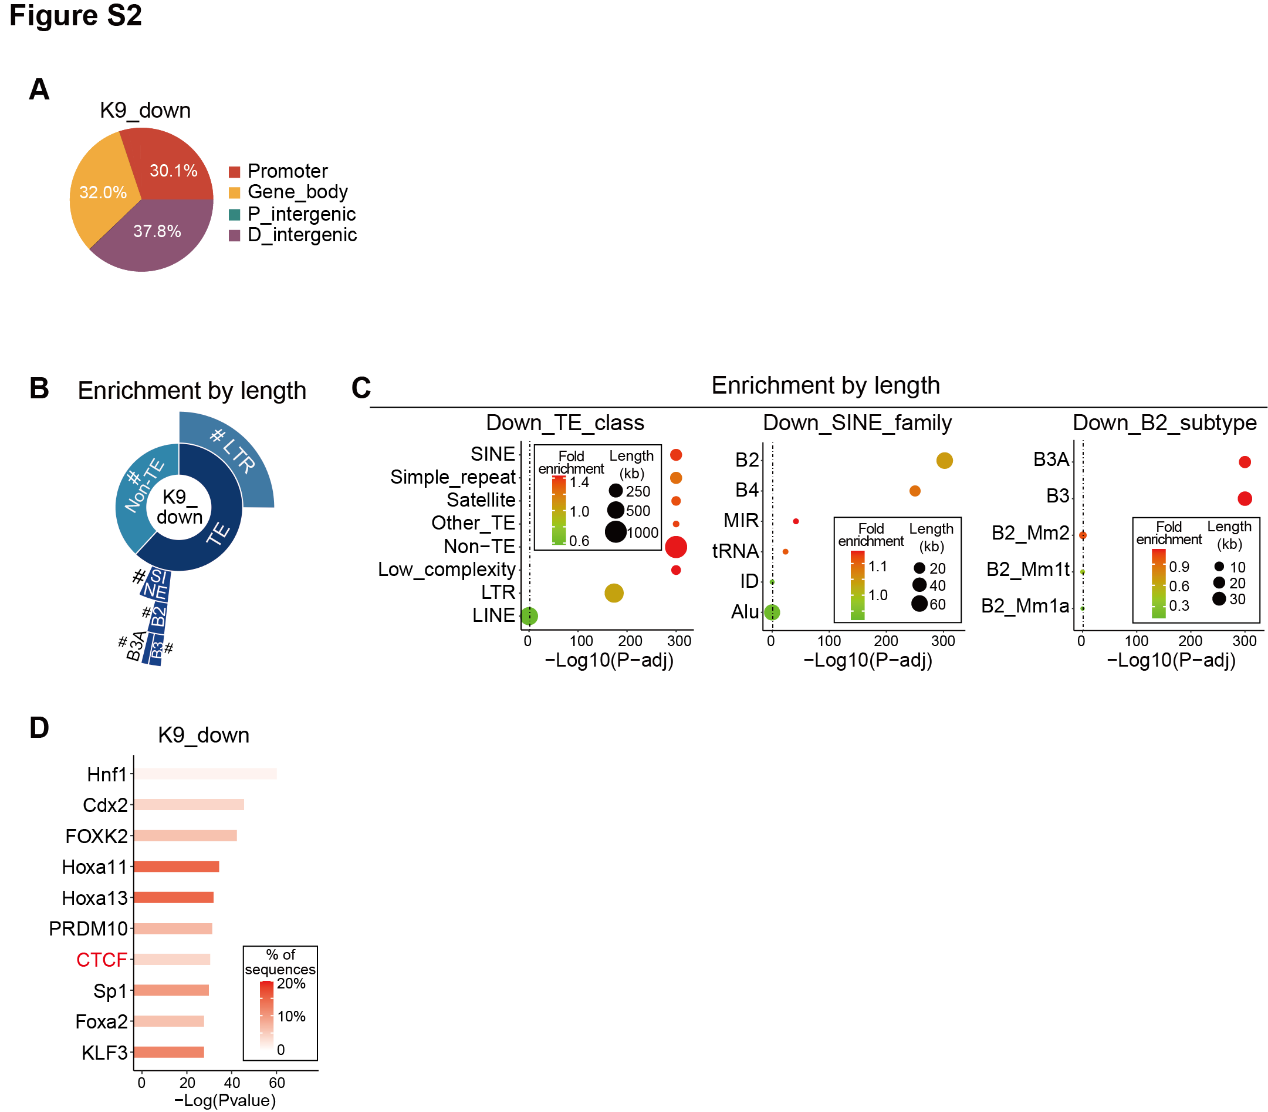 Figure S2
A
K9_down
30.1%
32.0%
37.8%
Promoter
Gene_body
P_intergenic
D_intergenic
B
Enrichment by length
# LTR
#
Non-TE
K9_
down
TE
#
SI
NE
#
B2
#
B3A
B3
#
C
Enrichment by length
Down_TE_class
SINE
Simple_repeat
Satellite
Other_TE
Non−TE
Low_complexity
LTR
LINE
Fold
enrichment
1.4
1.0
0.6
Length
(kb)
250
500
1000
0 100 200 300
−Log10(P−adj)
Down_SINE_family
B2
B4
MIR
tRNA
ID
Alu
Fold
enrichment
1.1
1.0
Length
(kb)
20
40
60
0 100 200 300
−Log10(P−adj)
Down_B2_subtype
B3A
B3
B2_Mm2
B2_Mm1t
B2_Mm1a
Fold
enrichment
0.9
0.6
0.3
Length
(kb)
10
20
30
0 100 200 300
−Log10(P−adj)
D
K9_down
Hnf1
Cdx2
FOXK2
Hoxa11
Hoxa13
PRDM10
CTCF
Sp1
Foxa2
KLF3
% of
sequences
20%
10%
0
0 20 40 60
−Log(Pvalue)